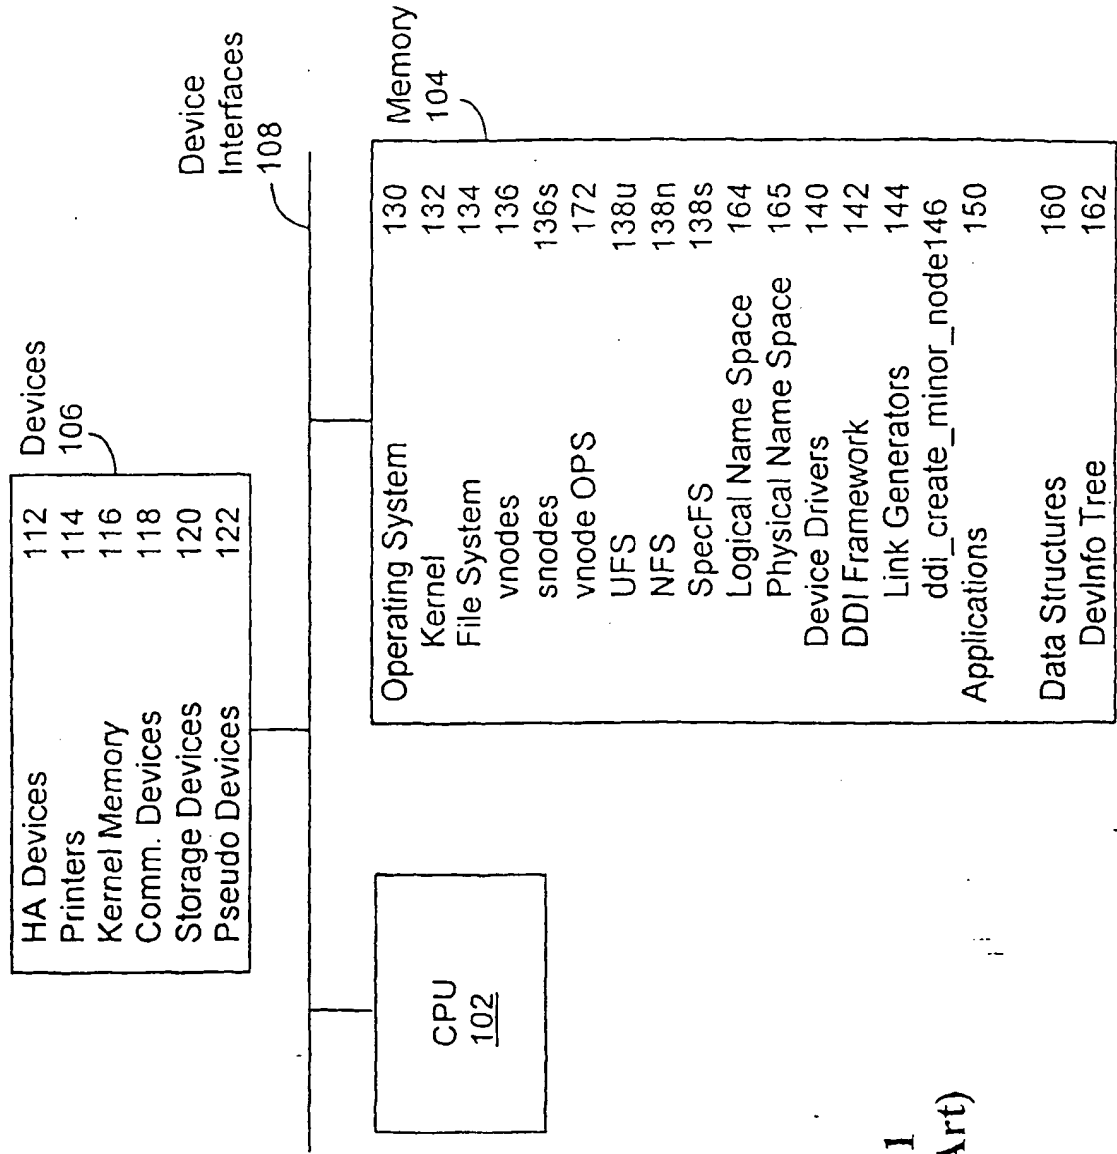 Devices
106
HA Devices 112
Printers 114
Kernel Memory 116
Comm. Devices 118
Storage Devices 120
Pseudo Devices 122
Device
Interfaces
108
CPU
102
Memory
104
Operating System 130
Kernel 132
File System 134
vnodes 136
snodes 136s
vnode OPS 172
UFS 138u
NFS 138n
SpecFS 138s
Logical Name Space 164
Physical Name Space 165
Device Drivers 140
DDI Framework 142
Link Generators 144
ddi_create_minor_node146
Applications 150
Data Structures 160
DevInfo Tree 162
1
Art)